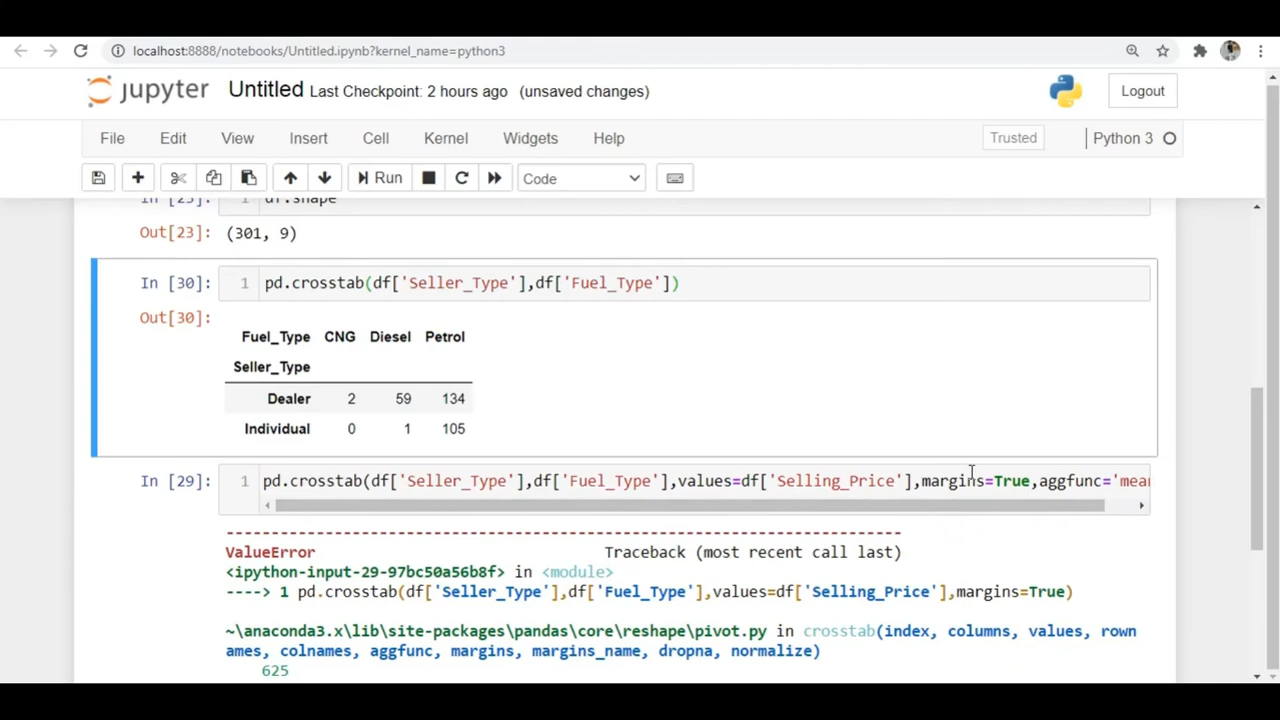 localhost:8888/notebooks/Untitled.ipynb?kernel_name=python3
jupyter Untitled Last Checkpoint: 2 hours ago (unsaved changes) Logout
File Edit View Insert Cell Kernel Widgets Help Trusted Python 3
Run Code
In [23]: 1 df.shape
Out[23]: (301, 9)
In [30]: 1 pd.crosstab(df['Seller_Type'],df['Fuel_Type'])
Out[30]:
Fuel_Type CNG Diesel Petrol
Seller_Type
Dealer 2 59 134
Individual 0 1 105
In [29]: 1 pd.crosstab(df['Seller_Type'],df['Fuel_Type'],values=df['Selling_Price'],margins=True,aggfunc='mean
---------------------------------------------------------------------------
ValueError Traceback (most recent call last)
<ipython-input-29-97bc50a56b8f> in <module>
----> 1 pd.crosstab(df['Seller_Type'],df['Fuel_Type'],values=df['Selling_Price'],margins=True)
~\anaconda3.x\lib\site-packages\pandas\core\reshape\pivot.py in crosstab(index, columns, values, rown
ames, colnames, aggfunc, margins, margins_name, dropna, normalize)
625